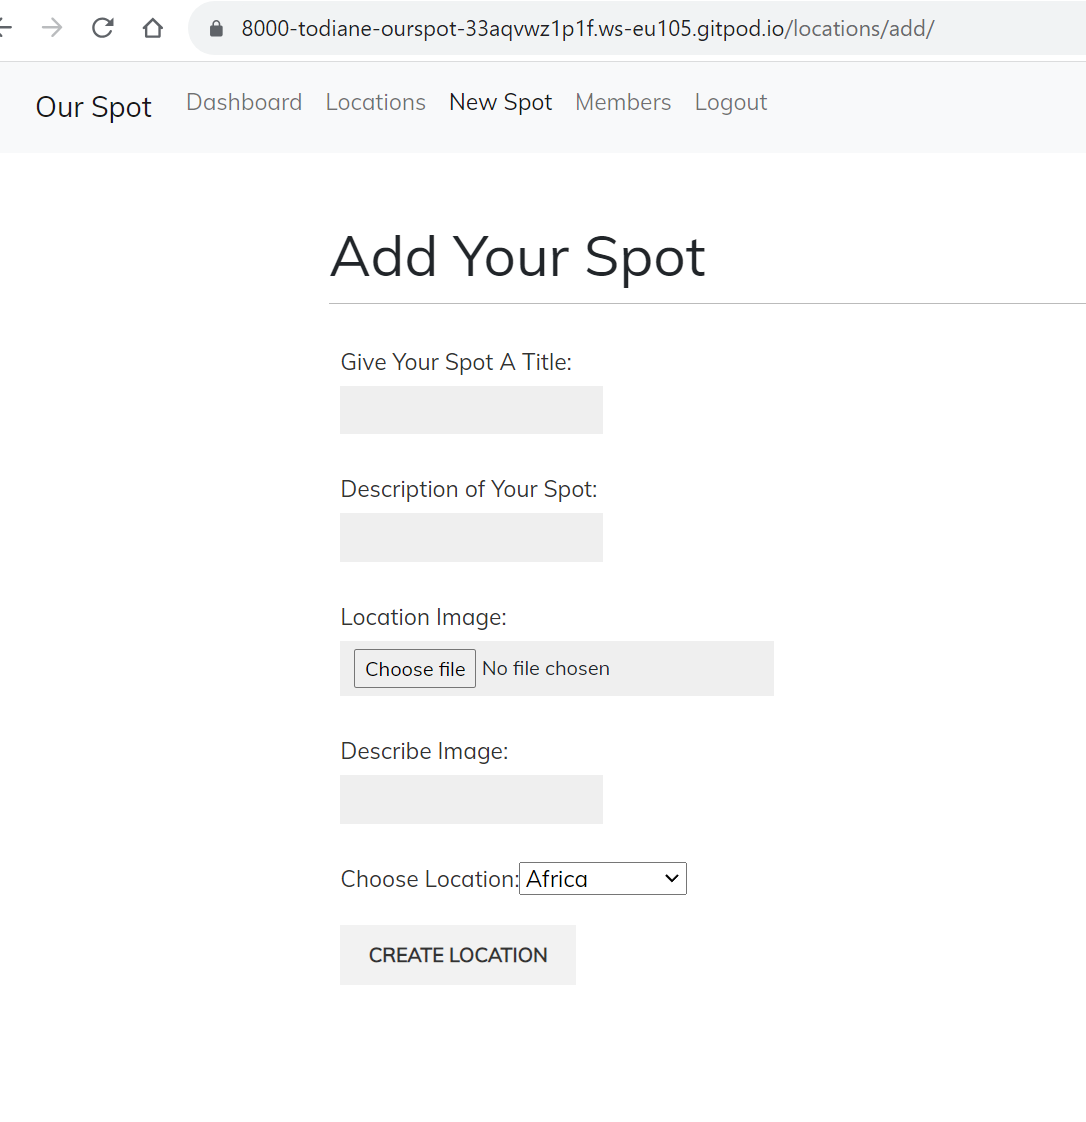 8000-todiane-ourspot-33aqvwz1p1f.ws-eu105.gitpod.io/locations/add/
Our Spot Dashboard Locations New Spot Members Logout
Add Your Spot
Give Your Spot A Title:
Description of Your Spot:
Location Image:
Choose file No file chosen
Describe Image:
Choose Location: Africa
CREATE LOCATION